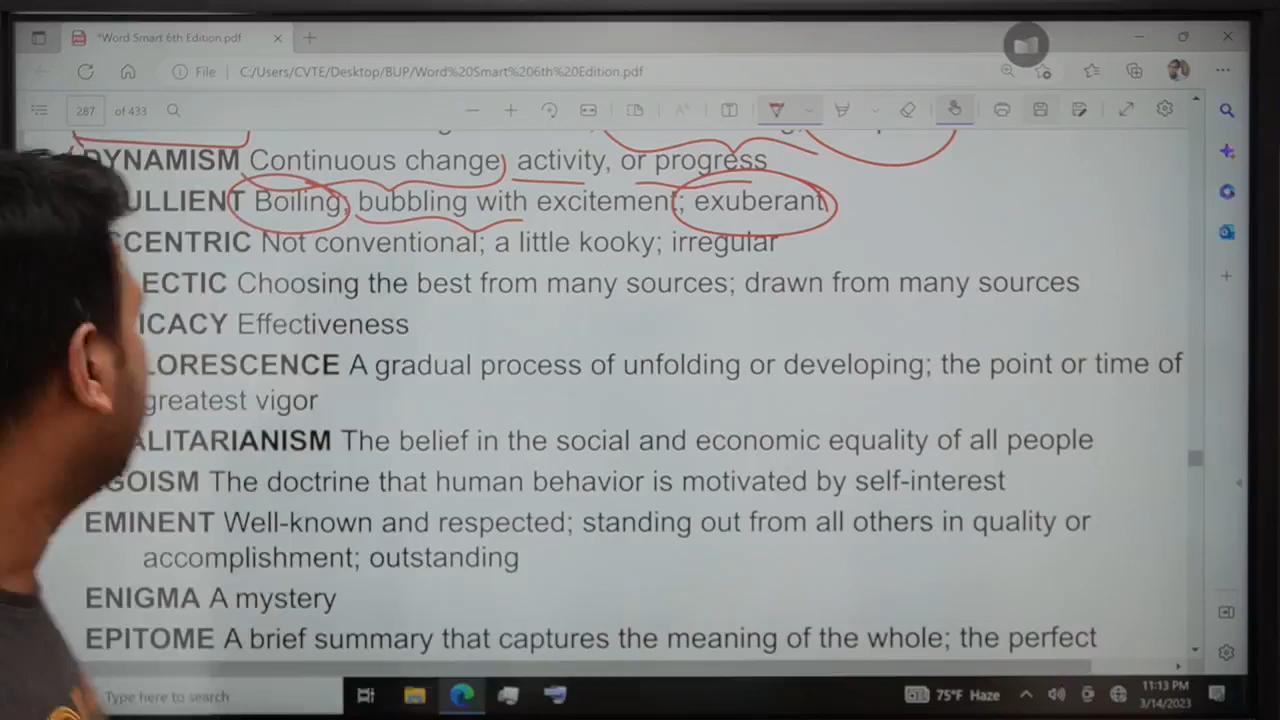 *Word Smart 6th Edition.pdf
File C:/Users/CVTE/Desktop/BUP/Word%20Smart%206th%20Edition.pdf
287 of 433
DYNAMISM Continuous change, activity, or progress
ULLIENT Boiling, bubbling with excitement; exuberant
CENTRIC Not conventional; a little kooky; irregular
ECTIC Choosing the best from many sources; drawn from many sources
ICACY Effectiveness
LORESCENCE A gradual process of unfolding or developing; the point or time of
greatest vigor
ALITARIANISM The belief in the social and economic equality of all people
GOISM The doctrine that human behavior is motivated by self-interest
EMINENT Well-known and respected; standing out from all others in quality or
accomplishment; outstanding
ENIGMA A mystery
EPITOME A brief summary that captures the meaning of the whole; the perfect
Type here to search 75°F Haze 11:13 PM
3/14/2023